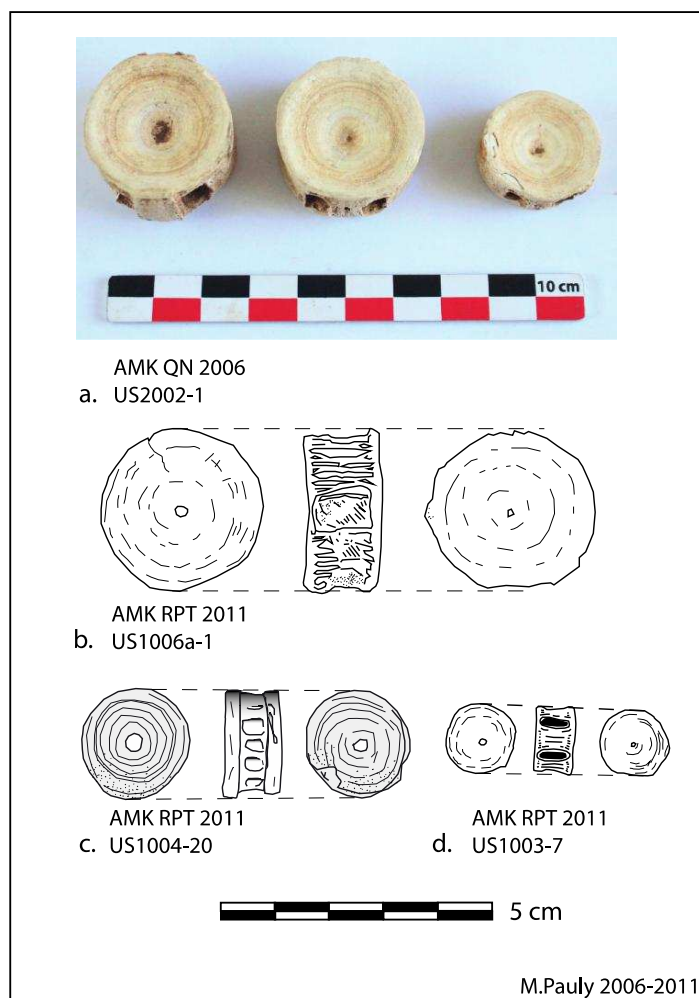 10 cm
AMK QN 2006
a. US2002-1
AMK RPT 2011
b. US1006a-1
AMK RPT 2011
c. US1004-20
AMK RPT 2011
d. US1003-7
5 cm
M.Pauly 2006-2011